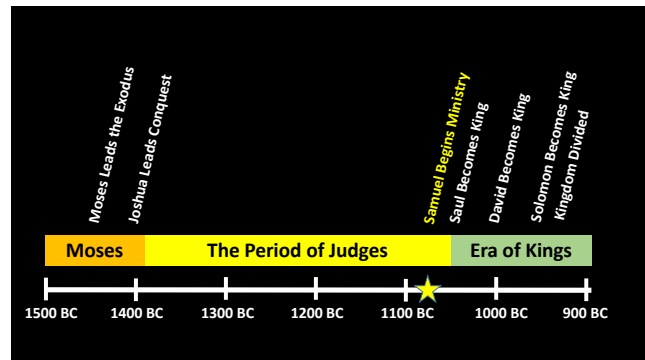 Moses Leads the Exodus
Joshua Leads Conquest
Samuel Begins Ministry
Saul Becomes King
David Becomes King
Solomon Becomes King
Kingdom Divided
Moses
The Period of Judges
Era of Kings
1500 BC
1400 BC
1300 BC
1200 BC
1100 BC
1000 BC
900 BC